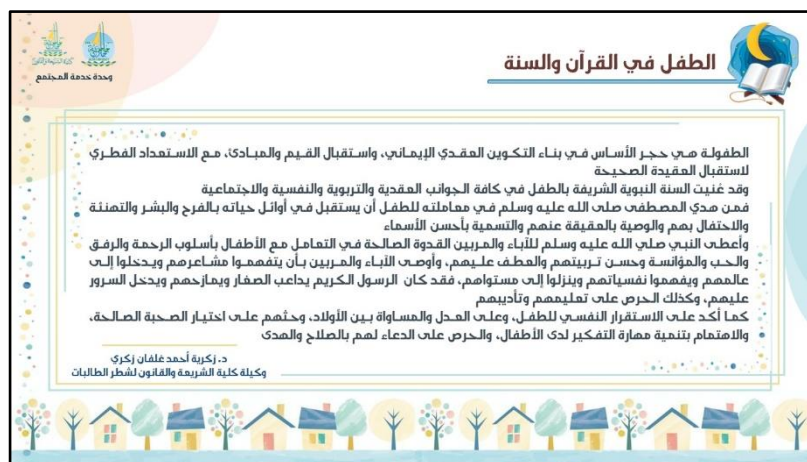 الطفل في القرآن والسنة
وحدة خدمة المجتمع
الطفولة هي حجر الأساس في بناء التكوين العقدي الإيماني، واستقبال القيم والمبادئ، مع الاستعداد الفطري
لاستقبال العقيدة الصحيحة
وقد عُنيت السنة النبوية الشريفة بالطفل في كافة الجوانب العقدية والتربوية والنفسية والاجتماعية
فمن هدي المصطفى صلى الله عليه وسلم في معاملته للطفل أن يستقبل في أوائل حياته بالفرح والبشر والتهنئة
والاحتفال بهم والوصية بالعقيقة عنهم والتسمية بأحسن الأسماء
وأعطى النبي صلي الله عليه وسلم للآباء والمربين القدوة الصالحة في التعامل مع الأطفال بأسلوب الرحمة والرفق
والحب والمؤانسة وحسن تربيتهم والعطف عليهم، وأوصى الآباء والمربين بأن يتفهموا مشاعرهم ويدخلوا إلى
عالمهم ويفهموا نفسياتهم وينزلوا إلى مستواهم، فقد كان الرسول الكريم يداعب الصغار ويمازحهم ويدخل السرور
عليهم، وكذلك الحرص على تعليمهم وتأديبهم
كما أكد على الاستقرار النفسي للطفل، وعلى العدل والمساواة بين الأولاد، وحثهم على اختيار الصحبة الصالحة،
والاهتمام بتنمية مهارة التفكير لدى الأطفال، والحرص على الدعاء لهم بالصلاح والهدى
د. زكرية أحمد غلفان زكري
وكيلة كلية الشريعة والقانون لشطر الطالبات